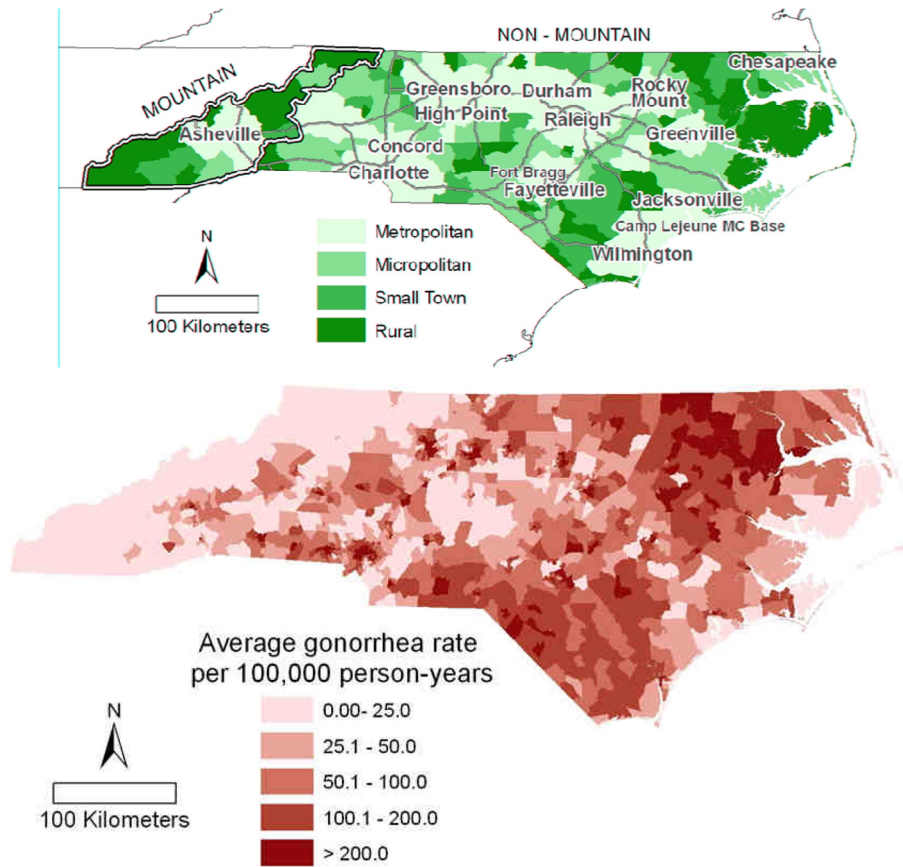 NON - MOUNTAIN
MOUNTAIN
Chesapeake
Greensboro
Durham
Rocky
Mount
High Point
Raleigh
Asheville
Greenville
Concord
Charlotte
Fort Bragg
Fayetteville
Jacksonville
Camp Lejeune MC Base
Wilmington
N
100 Kilometers
Metropolitan
Micropolitan
Small Town
Rural
Average gonorrhea rate
per 100,000 person-years
N
100 Kilometers
0.00- 25.0
25.1 - 50.0
50.1 - 100.0
100.1 - 200.0
> 200.0